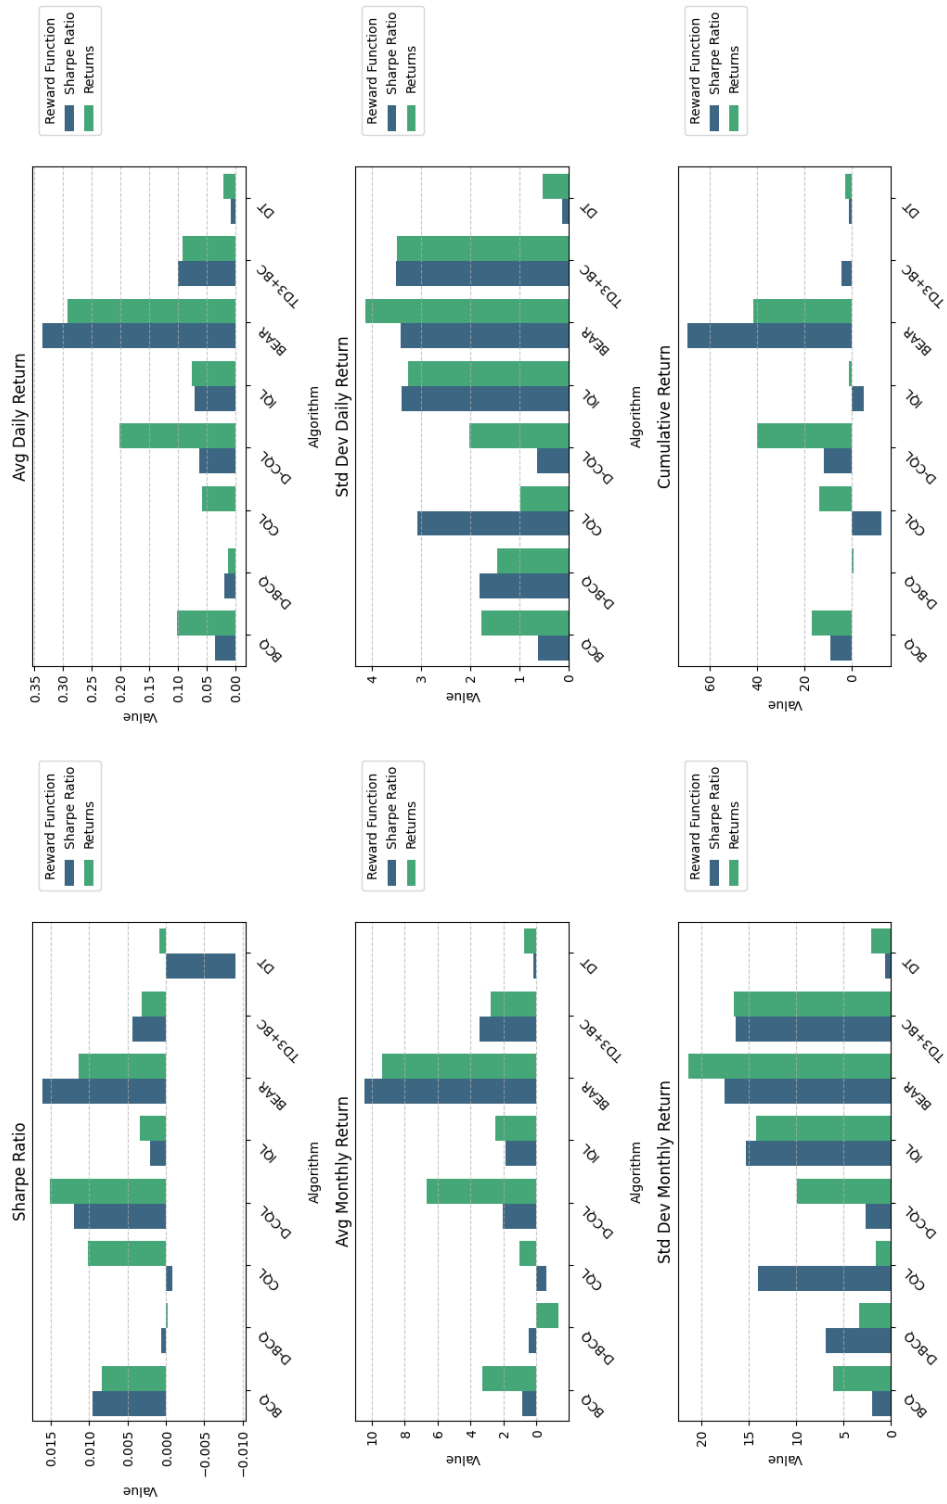 Sharpe Ratio
Value
0.015
0.010
0.005
0.000
−0.005
−0.010
BCQ
D-BCQ
CQL
D-CQL
IQL
BEAR
TD3+BC
DT
Algorithm
Reward Function
Sharpe Ratio
Returns
Avg Daily Return
Value
0.35
0.30
0.25
0.20
0.15
0.10
0.05
0.00
BCQ
D-BCQ
CQL
D-CQL
IQL
BEAR
TD3+BC
DT
Algorithm
Reward Function
Sharpe Ratio
Returns
Avg Monthly Return
Value
10
8
6
4
2
0
BCQ
D-BCQ
CQL
D-CQL
IQL
BEAR
TD3+BC
DT
Algorithm
Reward Function
Sharpe Ratio
Returns
Std Dev Daily Return
Value
4
3
2
1
0
BCQ
D-BCQ
CQL
D-CQL
IQL
BEAR
TD3+BC
DT
Algorithm
Reward Function
Sharpe Ratio
Returns
Std Dev Monthly Return
Value
20
15
10
5
0
BCQ
D-BCQ
CQL
D-CQL
IQL
BEAR
TD3+BC
DT
Reward Function
Sharpe Ratio
Returns
Cumulative Return
Value
60
40
20
0
BCQ
D-BCQ
CQL
D-CQL
IQL
BEAR
TD3+BC
DT
Reward Function
Sharpe Ratio
Returns